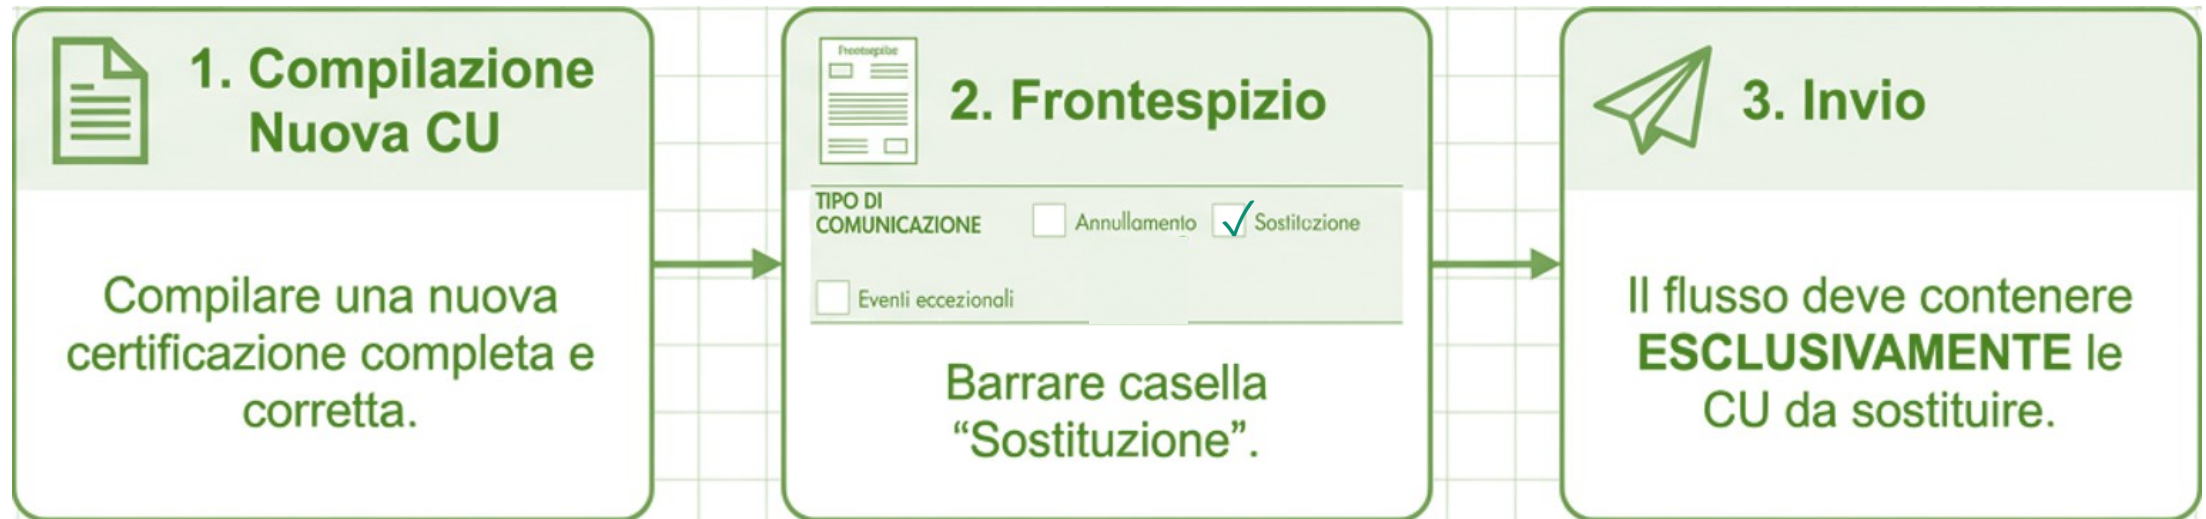 1. Compilazione
Nuova CU
Compilare una nuova
certificazione completa e
corretta.
2. Frontespizio
TIPO DI
COMUNICAZIONE
Annullamento
Sostitozione
Eventi eccezionali
Barrare casella
“Sostituzione”.
3. Invio
Il flusso deve contenere
ESCLUSIVAMENTE le
CU da sostituire.